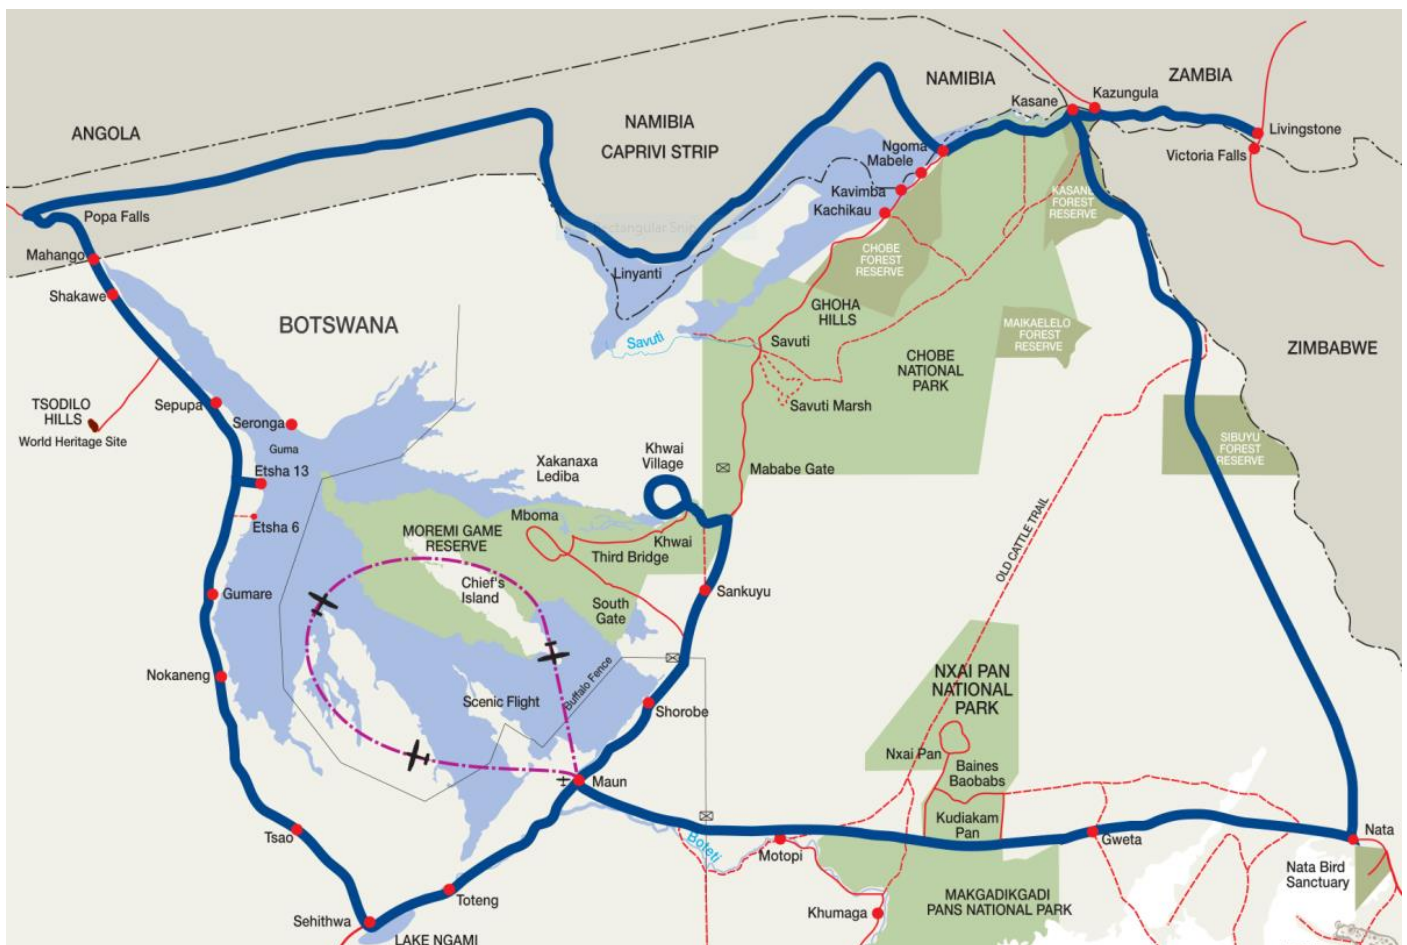 NAMIBIA
ZAMBIA
Kasane
Kazungula
ANGOLA
NAMIBIA
CAPRIVI STRIP
Livingstone
Ngoma
Mabele
Victoria Falls
Kavimba
Kachikau
KASANE
FOREST
RESERVE
Popa Falls
Rectangular Snip
Mahango
Linyanti
CHOBE
FOREST
RESERVE
Shakawe
GHOHA
HILLS
BOTSWANA
MAIKAELELO
FOREST
RESERVE
Savuti
Savuti
ZIMBABWE
CHOBE
NATIONAL
PARK
TSODILO
HILLS
World Heritage Site
Sepupa
Savuti Marsh
Seronga
Guma
SIBUYU
FOREST
RESERVE
Khwai
Village
Etsha 13
Xakanaxa
Lediba
Mababe Gate
Mboma
Etsha 6
MOREMI GAME
RESERVE
Khwai
Third Bridge
OLD CATTLE TRAIL
Chief's
Island
Gumare
South
Gate
Sankuyu
Nokaneng
NXAI PAN
NATIONAL
PARK
Buffalo Fence
Scenic Flight
Shorobe
Nxai Pan
Baines
Baobabs
Maun
Kudiakam
Pan
Tsao
Boteti
Motopi
Gweta
Nata
Nata Bird
Sanctuary
Toteng
MAKGADIKGADI
PANS NATIONAL PARK
Khumaga
Sehithwa
LAKE NGAMI